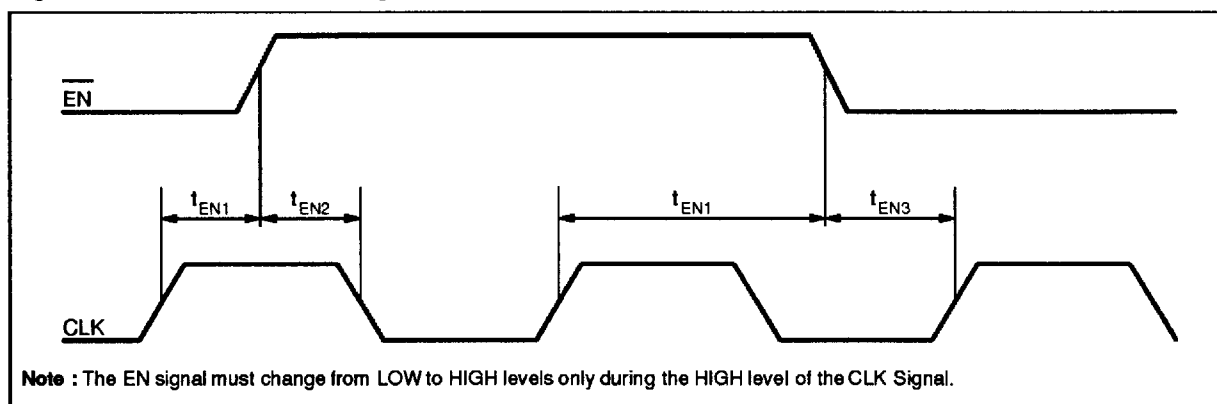 EN
tEN1
tEN2
tEN1
tEN3
CLK
Note : The EN signal must change from LOW to HIGH levels only during the HIGH level of the CLK Signal.